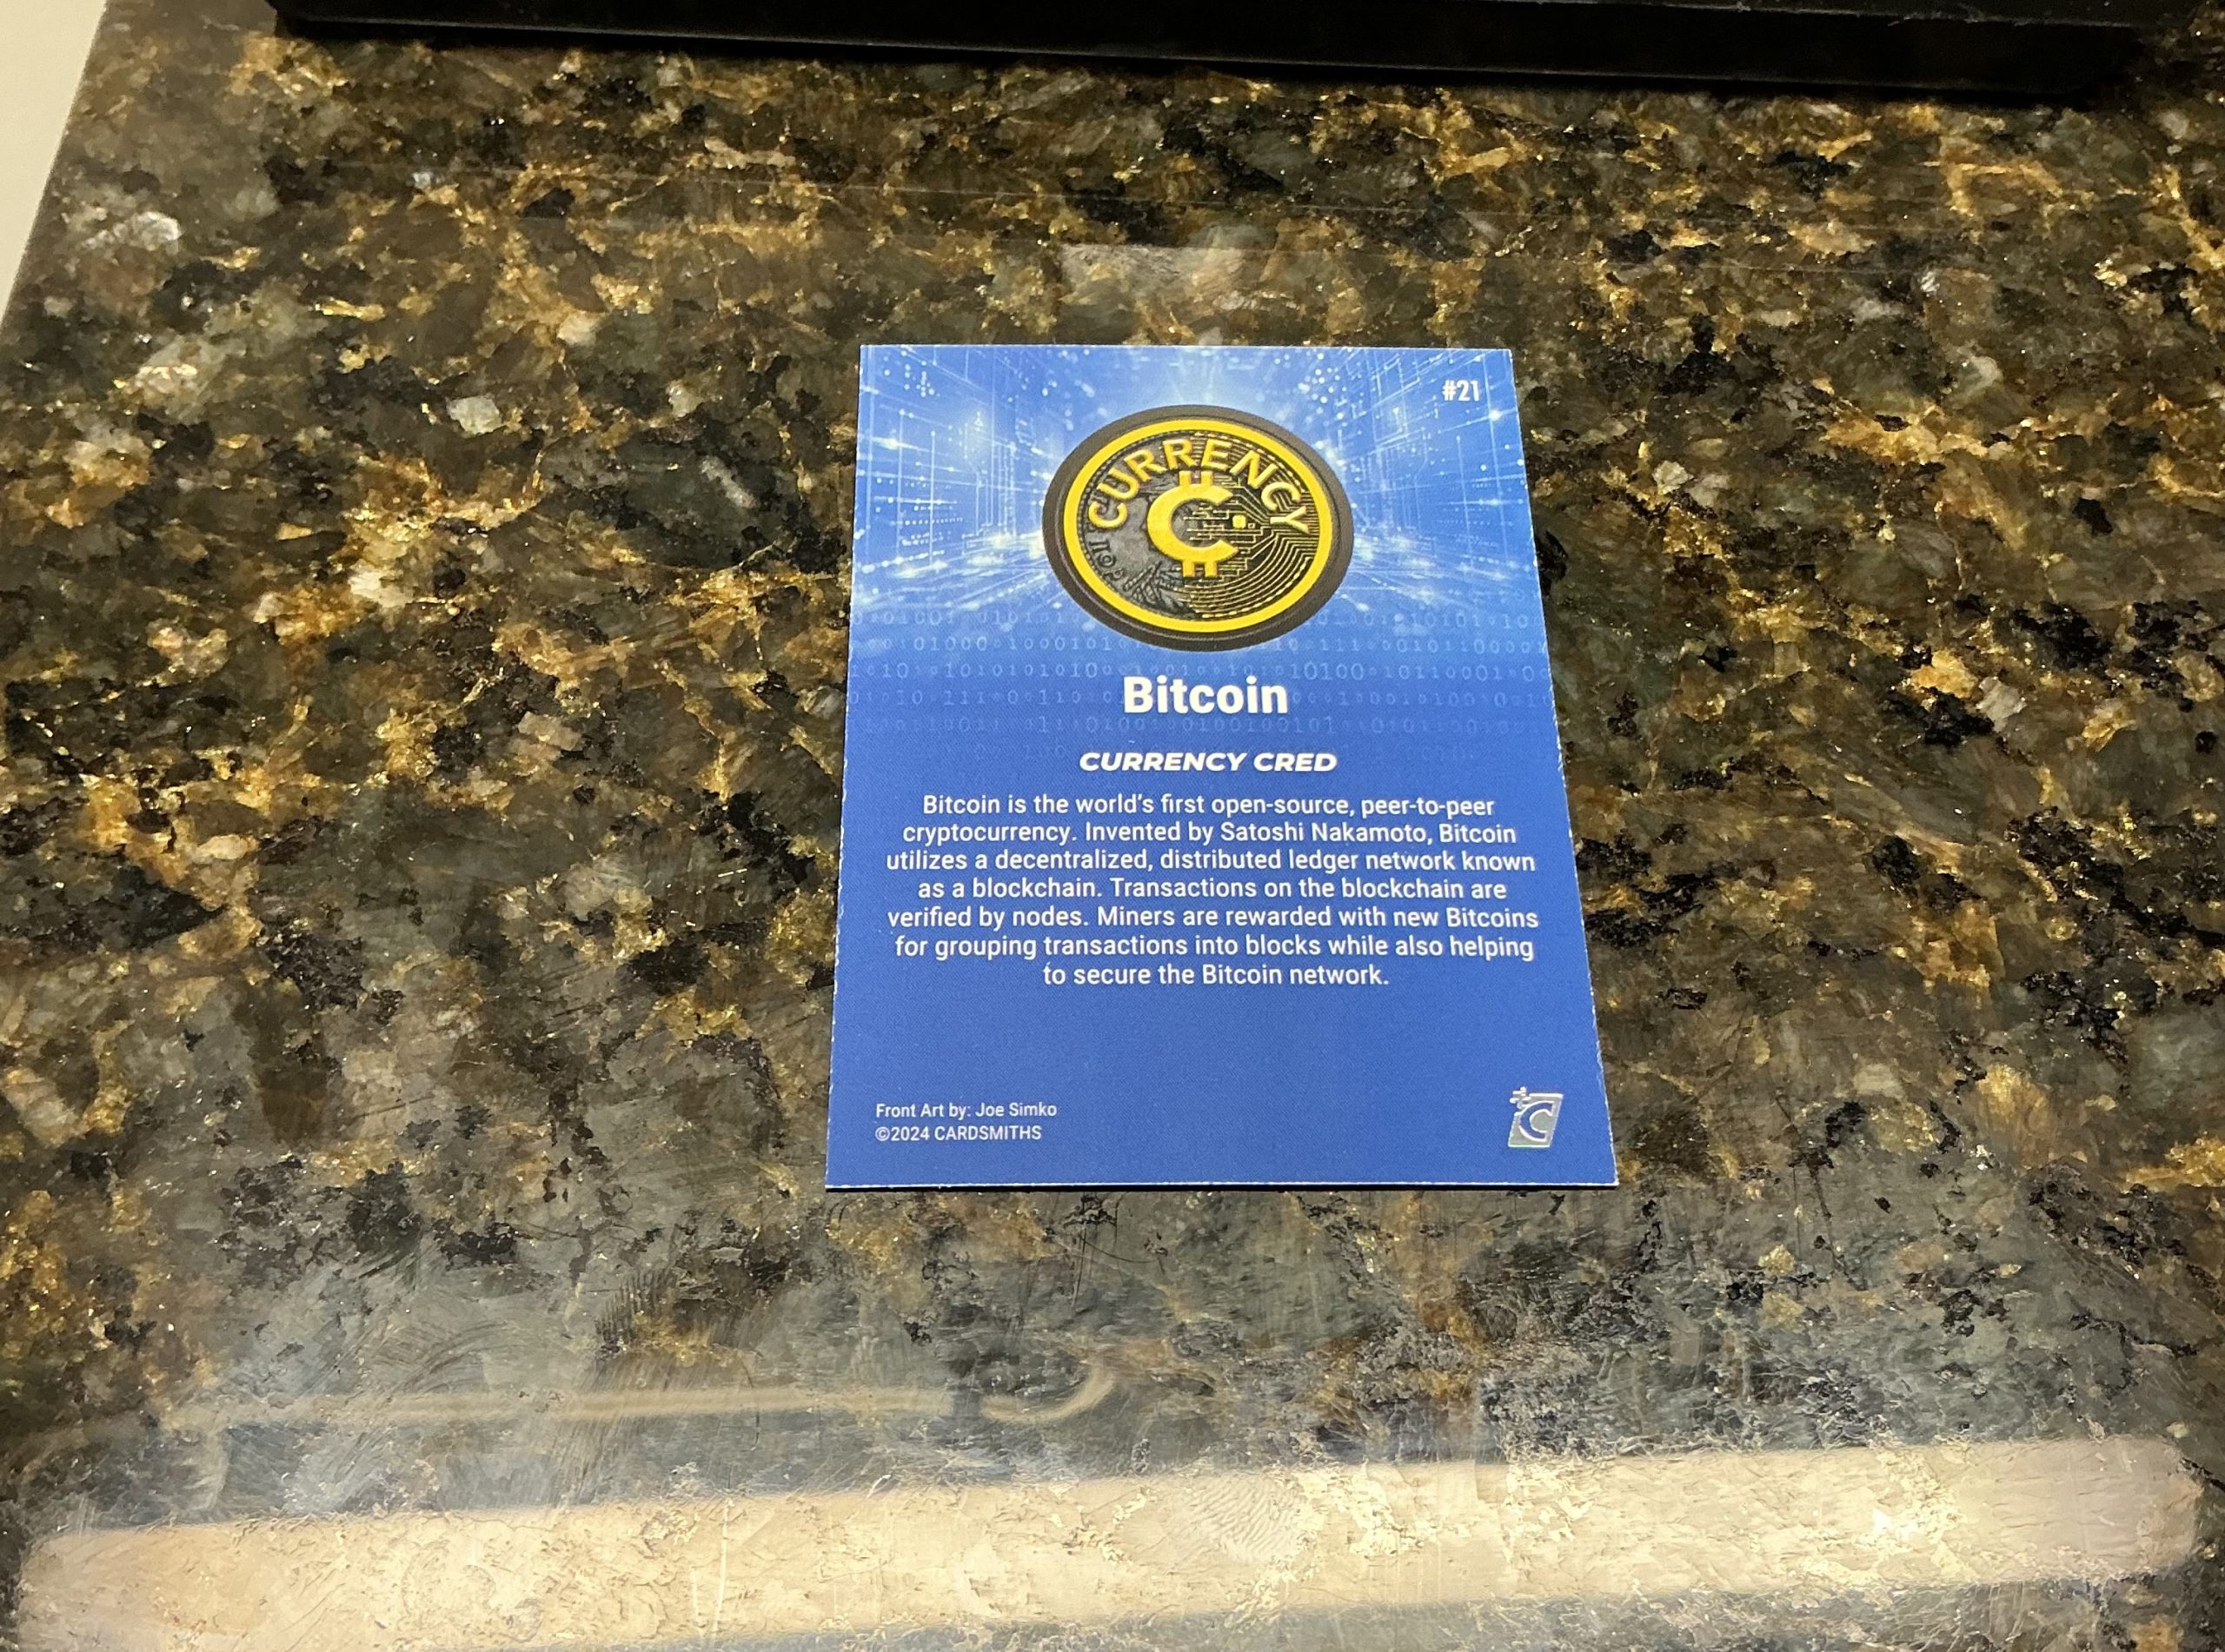 #21
CURRENCY
Bitcoin
CURRENCY CRED
Bitcoin is the world's first open-source, peer-to-peer
cryptocurrency. Invented by Satoshi Nakamoto, Bitcoin
utilizes a decentralized, distributed ledger network known
as a blockchain. Transactions on the blockchain are
verified by nodes. Miners are rewarded with new Bitcoins
for grouping transactions into blocks while also helping
to secure the Bitcoin network.
Front Art by: Joe Simko
©2024 CARDSMITHS